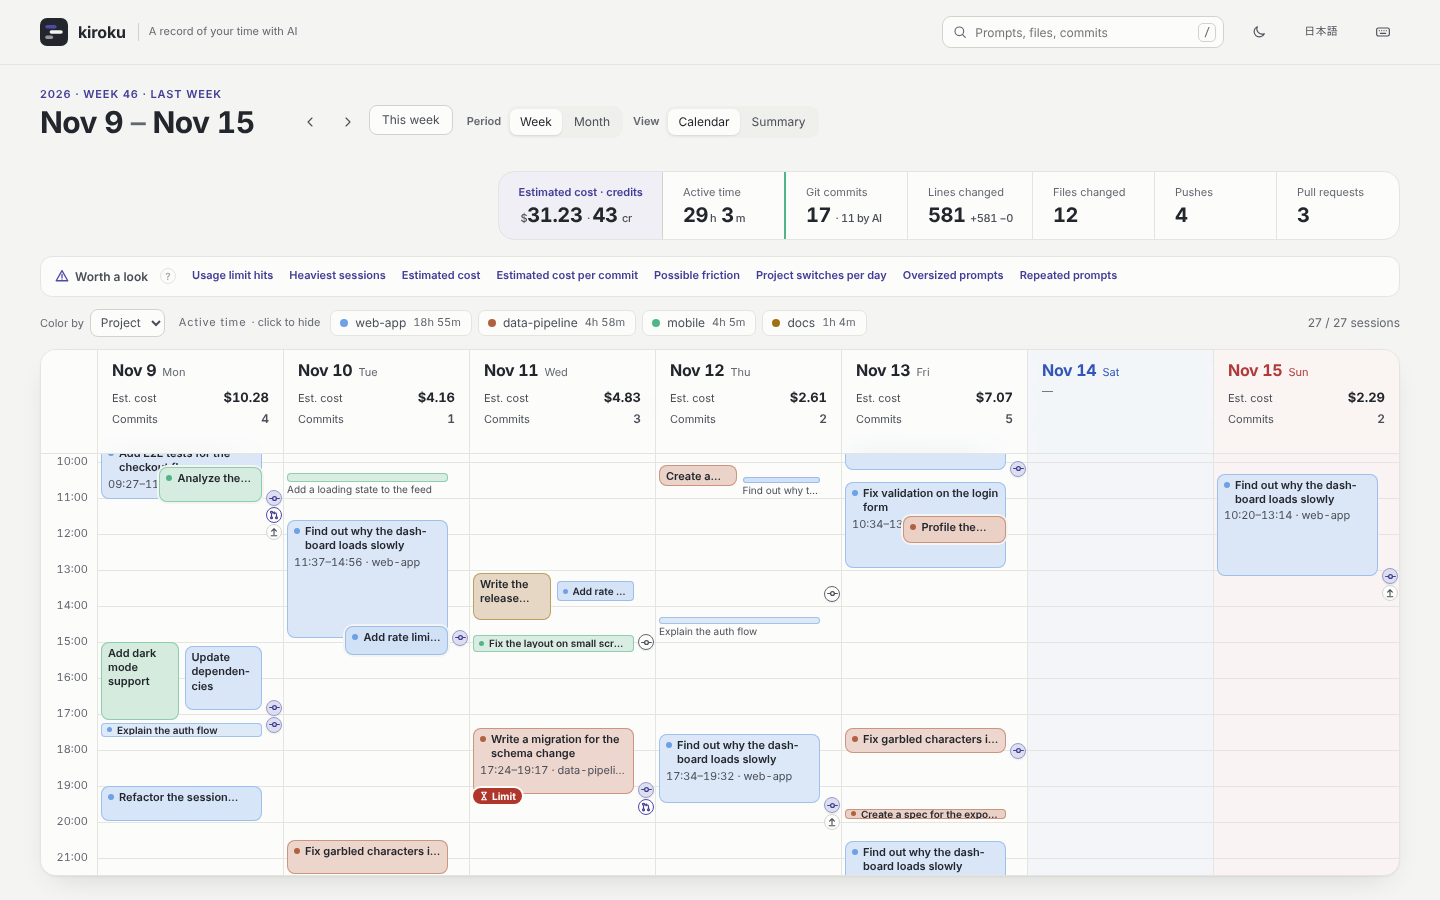 kiroku
A record of your time with AI
Prompts, files, commits
/
日本語
2026 · WEEK 46 · LAST WEEK
Nov 9 – Nov 15
This week
Period
Week
Month
View
Calendar
Summary
Estimated cost · credits
$31.23 · 43 cr
Active time
29h 3m
Git commits
17 · 11 by AI
Lines changed
581 +581 −0
Files changed
12
Pushes
4
Pull requests
3
Worth a look
?
Usage limit hits
Heaviest sessions
Estimated cost
Estimated cost per commit
Possible friction
Project switches per day
Oversized prompts
Repeated prompts
Color by
Project
Active time · click to hide
web-app 18h 55m
data-pipeline 4h 58m
mobile 4h 5m
docs 1h 4m
27 / 27 sessions
Nov 9 Mon
Est. cost $10.28
Commits 4
Nov 10 Tue
Est. cost $4.16
Commits 1
Nov 11 Wed
Est. cost $4.83
Commits 3
Nov 12 Thu
Est. cost $2.61
Commits 2
Nov 13 Fri
Est. cost $7.07
Commits 5
Nov 14 Sat
—
Nov 15 Sun
Est. cost $2.29
Commits 2
10:00
11:00
12:00
13:00
14:00
15:00
16:00
17:00
18:00
19:00
20:00
21:00
Add E2E tests for the
checkout fl
09:27–11
Analyze the...
Add dark
mode
support
Update
dependen-
cies
Explain the auth flow
Refactor the session...
Add a loading state to the feed
Find out why the dash-
board loads slowly
11:37–14:56 · web-app
Add rate limi...
Fix garbled characters i...
Write the
release...
Add rate ...
Fix the layout on small scr...
Write a migration for the
schema change
17:24–19:17 · data-pipeli...
Limit
Create a...
Find out why t...
Explain the auth flow
Find out why the dash-
board loads slowly
17:34–19:32 · web-app
Fix validation on the login
form
10:34–13
Profile the...
Fix garbled characters i...
Create a spec for the expo...
Find out why the dash-
board loads slowly
Find out why the dash-
board loads slowly
10:20–13:14 · web-app